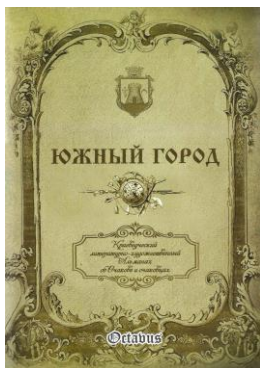 ЮЖНЫЙ ГОРОД
Краеведческий
литературно-художественный
Альманах
об Очакове и очаковцах
Octavus